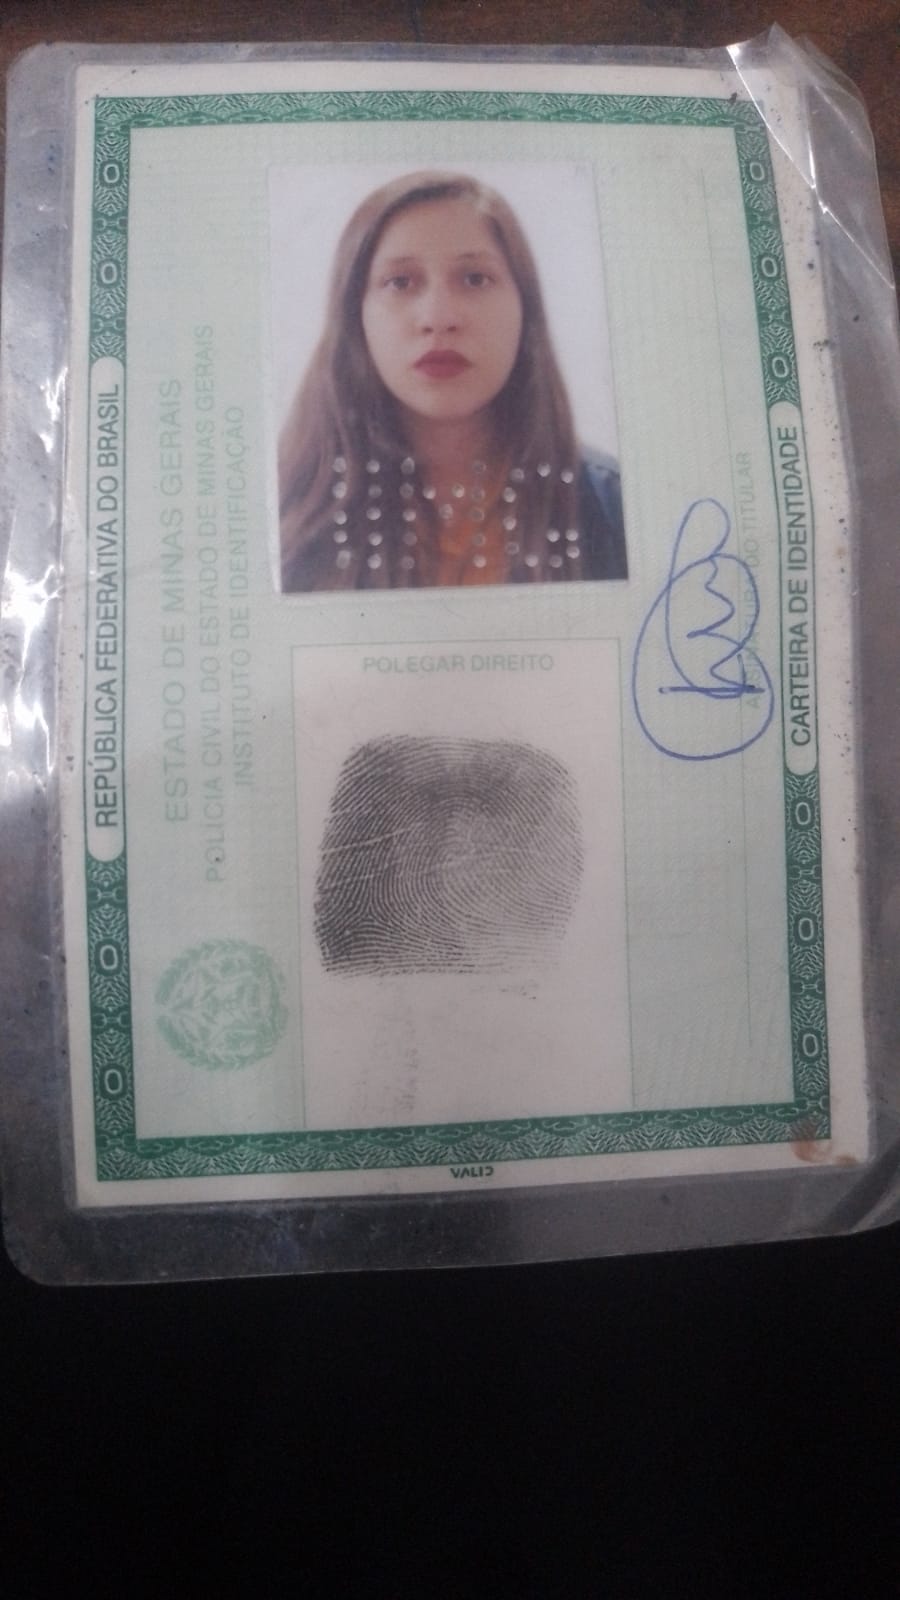 REPÚBLICA FEDERATIVA DO BRASIL
ESTADO DE MINAS GERAIS
POLÍCIA CIVIL DO ESTADO DE MINAS GERAIS
INSTITUTO DE IDENTIFICAÇÃO
POLEGAR DIREITO
ASSINATURA DO TITULAR
CARTEIRA DE IDENTIDADE